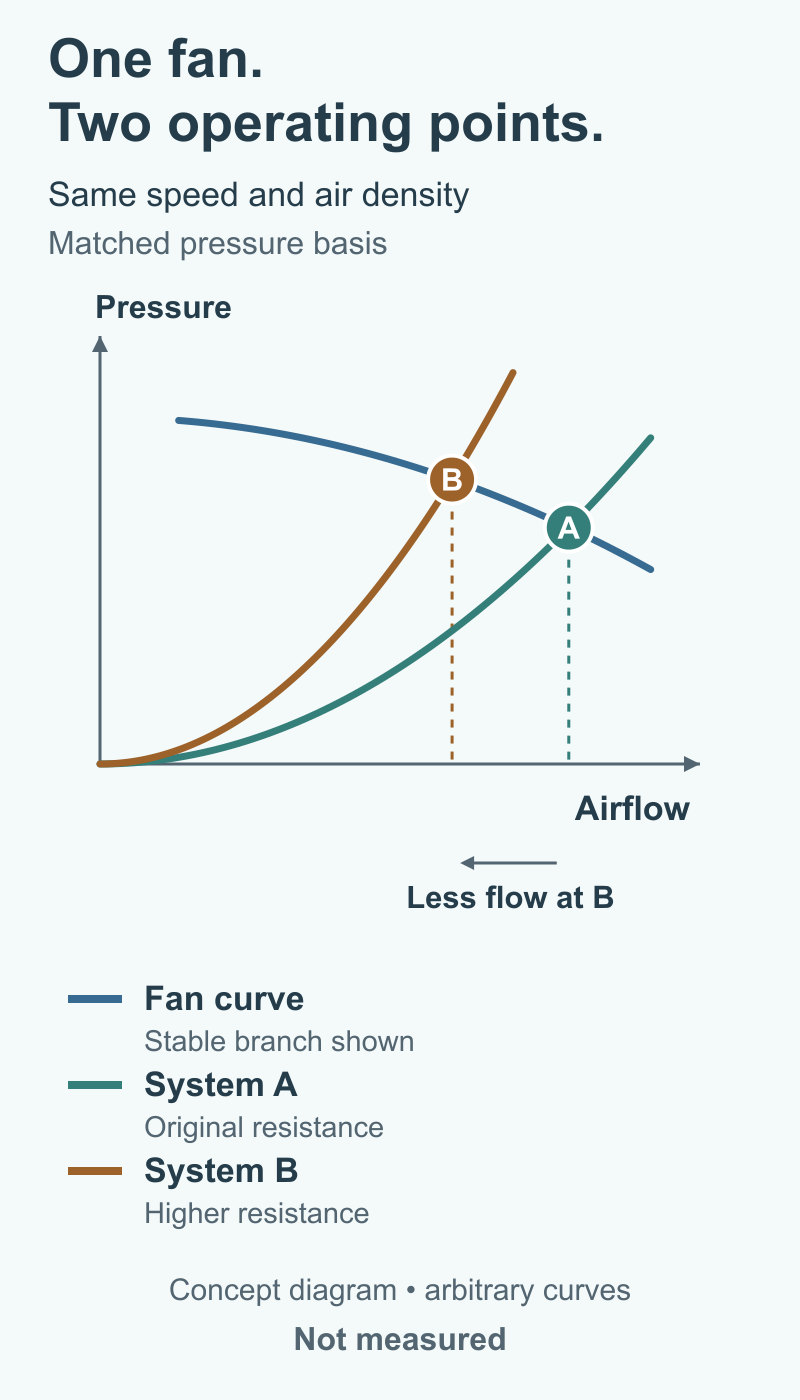 One fan.
Two operating points.
Same speed and air density
Matched pressure basis
Pressure
B
A
Airflow
Less flow at B
Fan curve
Stable branch shown
System A
Original resistance
System B
Higher resistance
Concept diagram • arbitrary curves
Not measured